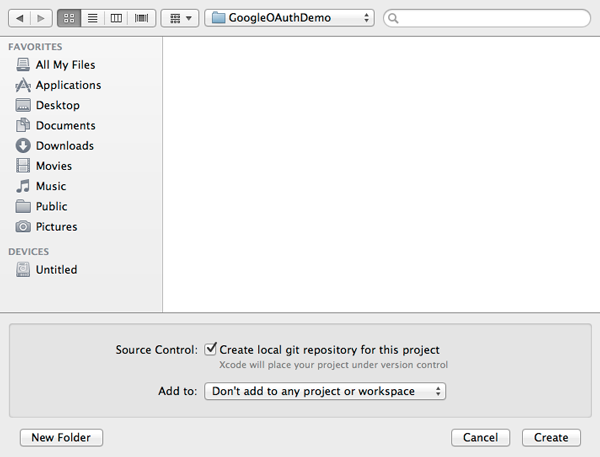 GoogleOAuthDemo
FAVORITES
All My Files
Applications
Desktop
Documents
Downloads
Movies
Music
Public
Pictures
DEVICES
Untitled
Source Control: Create local git repository for this project
Xcode will place your project under version control
Add to: Don't add to any project or workspace
New Folder Cancel Create